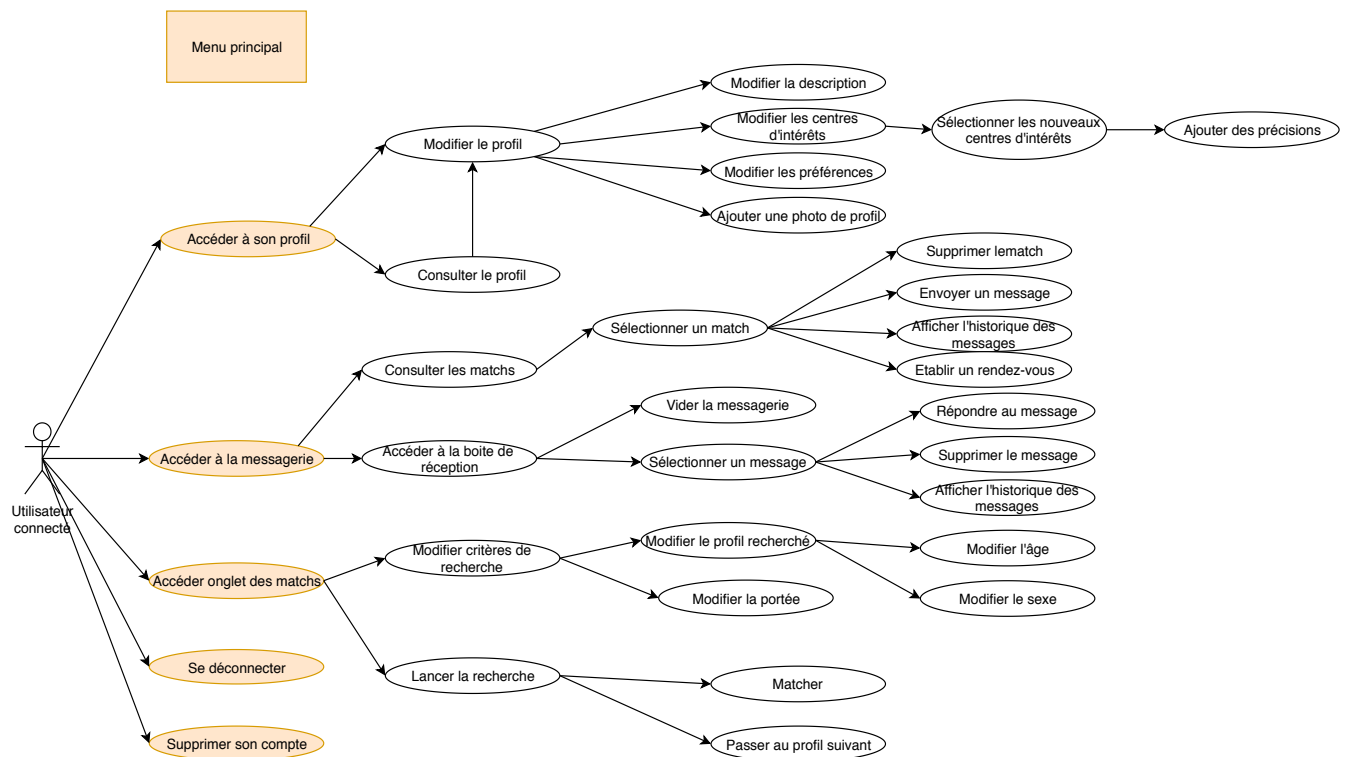 Menu principal
Modifier la description
Modifier les centres
d'intérêts
Sélectionner les nouveaux
centres d'intérêts
Ajouter des précisions
Modifier le profil
Modifier les préférences
Ajouter une photo de profil
Accéder à son profil
Consulter le profil
Supprimer lematch
Envoyer un message
Sélectionner un match
Afficher l'historique des
messages
Etablir un rendez-vous
Consulter les matchs
Vider la messagerie
Répondre au message
Accéder à la messagerie
Accéder à la boite de
réception
Sélectionner un message
Supprimer le message
Afficher l'historique des
messages
Utilisateur
connecté
Modifier critères de
recherche
Modifier le profil recherché
Modifier l'âge
Accéder onglet des matchs
Modifier la portée
Modifier le sexe
Se déconnecter
Lancer la recherche
Matcher
Supprimer son compte
Passer au profil suivant